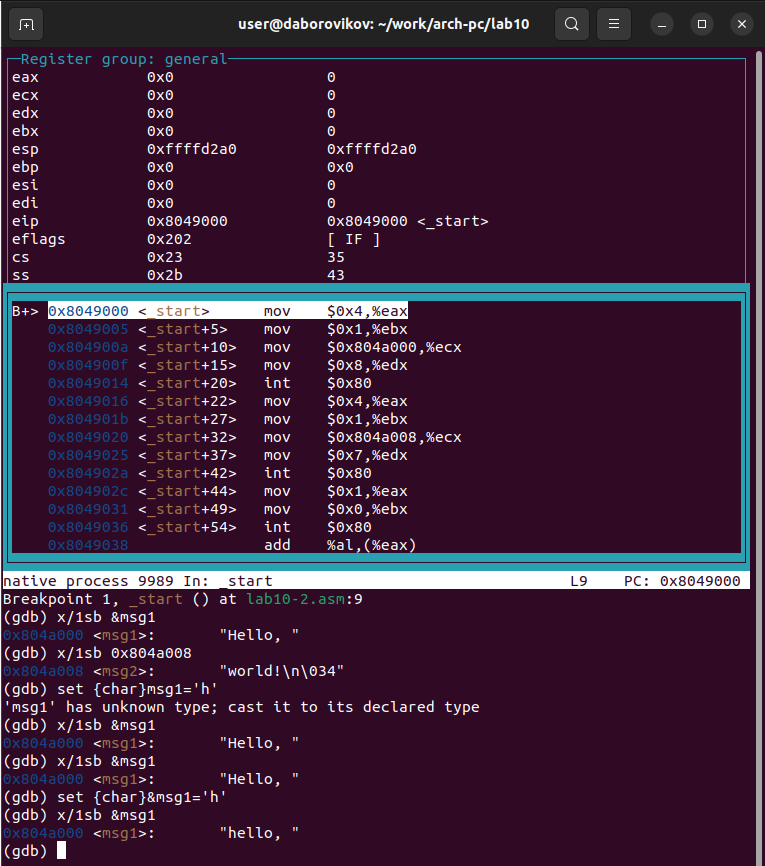 user@daborovikov: ~/work/arch-pc/lab10
Register group: general
eax 0x0 0
ecx 0x0 0
edx 0x0 0
ebx 0x0 0
esp 0xffffd2a0 0xffffd2a0
ebp 0x0 0x0
esi 0x0 0
edi 0x0 0
eip 0x8049000 0x8049000 <_start>
eflags 0x202 [ IF ]
cs 0x23 35
ss 0x2b 43
B+> 0x8049000 <_start> mov $0x4,%eax
0x8049005 <_start+5> mov $0x1,%ebx
0x804900a <_start+10> mov $0x804a000,%ecx
0x804900f <_start+15> mov $0x8,%edx
0x8049014 <_start+20> int $0x80
0x8049016 <_start+22> mov $0x4,%eax
0x804901b <_start+27> mov $0x1,%ebx
0x8049020 <_start+32> mov $0x804a008,%ecx
0x8049025 <_start+37> mov $0x7,%edx
0x804902a <_start+42> int $0x80
0x804902c <_start+44> mov $0x1,%eax
0x8049031 <_start+49> mov $0x0,%ebx
0x8049036 <_start+54> int $0x80
0x8049038 add %al,(%eax)
native process 9989 In: _start L9 PC: 0x8049000
Breakpoint 1, _start () at lab10-2.asm:9
(gdb) x/1sb &msg1
0x804a000 <msg1>: "Hello, "
(gdb) x/1sb 0x804a008
0x804a008 <msg2>: "world!\n\034"
(gdb) set {char}msg1='h'
'msg1' has unknown type; cast it to its declared type
(gdb) x/1sb &msg1
0x804a000 <msg1>: "Hello, "
(gdb) x/1sb &msg1
0x804a000 <msg1>: "Hello, "
(gdb) set {char}&msg1='h'
(gdb) x/1sb &msg1
0x804a000 <msg1>: "hello, "
(gdb)